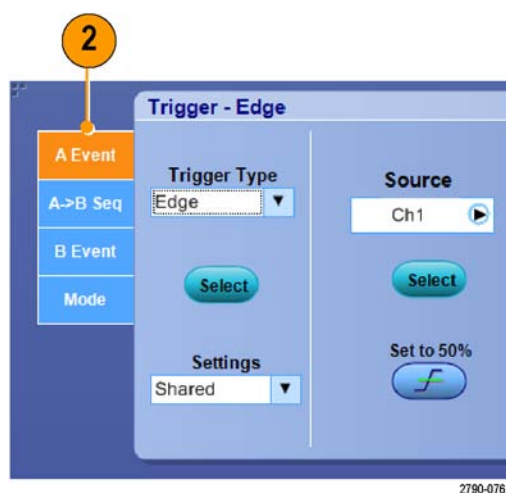 2
Trigger - Edge
A Event
A->B Seq
B Event
Mode
Trigger Type
Edge
Select
Settings
Shared
Source
Ch1
Select
Set to 50%
2790-076